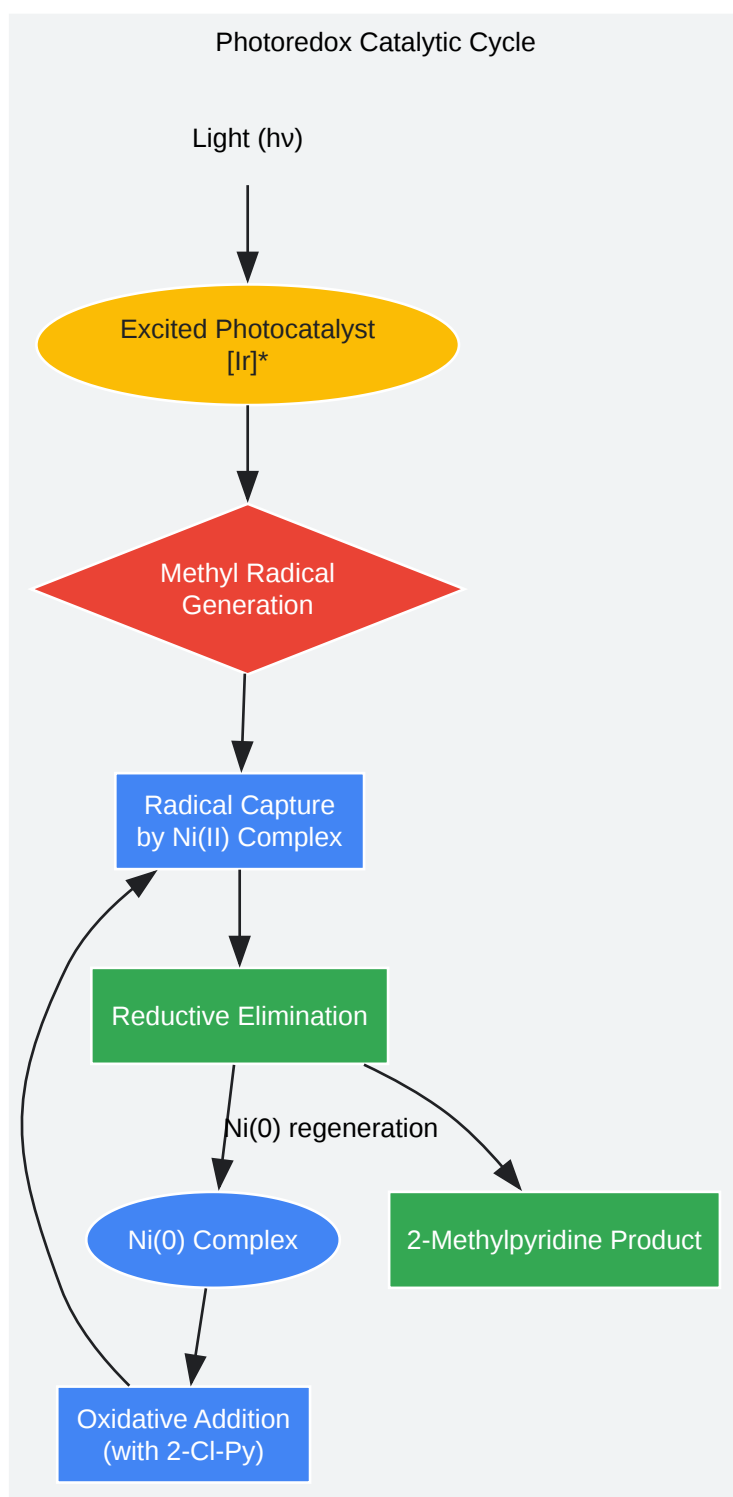 Photoredox Catalytic Cycle
Light (hν)
Excited Photocatalyst
[Ir]*
Methyl Radical
Generation
Radical Capture
by Ni(II) Complex
Reductive Elimination
Ni(0) regeneration
Ni(0) Complex
2-Methylpyridine Product
Oxidative Addition
(with 2-Cl-Py)